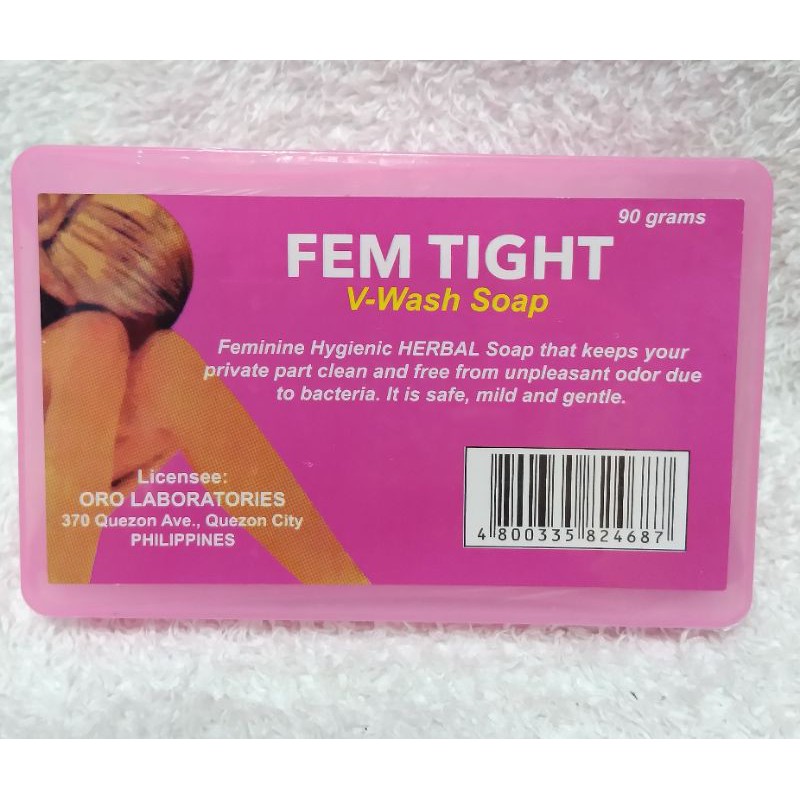 90 grams
FEM TIGHT
V-Wash Soap
Feminine Hygienic HERBAL Soap that keeps your
private part clean and free from unpleasant odor due
to bacteria. It is safe, mild and gentle.
Licensee:
ORO LABORATORIES
370 Quezon Ave., Quezon City
PHILIPPINES
4 800335 824687